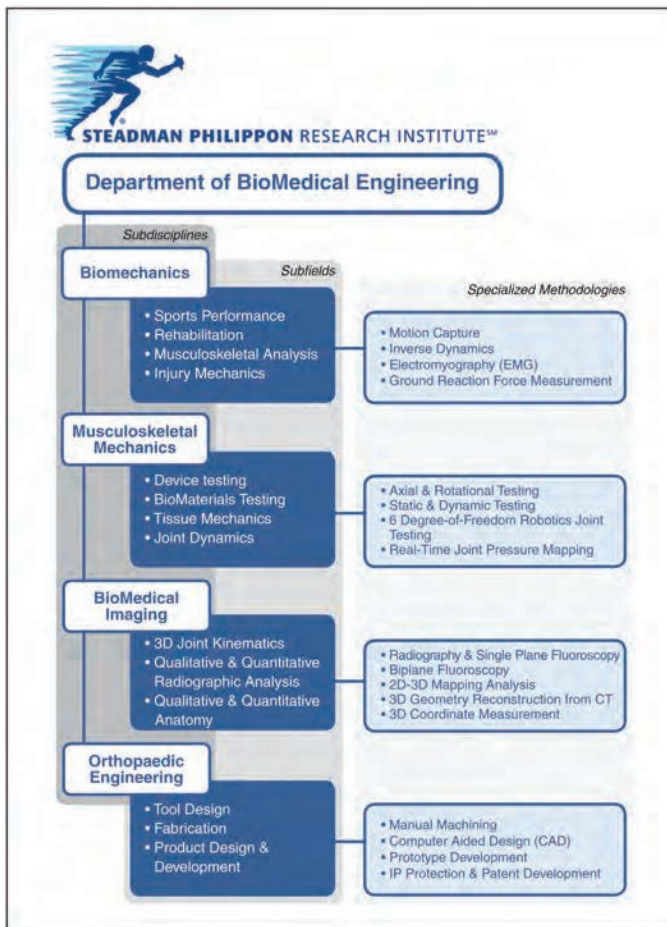 STEADMAN PHILIPPON RESEARCH INSTITUTE℠
Department of BioMedical Engineering
Subdisciplines
Biomechanics
Subfields
Specialized Methodologies
• Sports Performance
• Rehabilitation
• Musculoskeletal Analysis
• Injury Mechanics
• Motion Capture
• Inverse Dynamics
• Electromyography (EMG)
• Ground Reaction Force Measurement
Musculoskeletal
Mechanics
• Device testing
• BioMaterials Testing
• Tissue Mechanics
• Joint Dynamics
• Axial & Rotational Testing
• Static & Dynamic Testing
• 6 Degree-of-Freedom Robotics Joint
Testing
• Real-Time Joint Pressure Mapping
BioMedical
Imaging
• 3D Joint Kinematics
• Qualitative & Quantitative
Radiographic Analysis
• Qualitative & Quantitative
Anatomy
• Radiography & Single Plane Fluoroscopy
• Biplane Fluoroscopy
• 2D-3D Mapping Analysis
• 3D Geometry Reconstruction from CT
• 3D Coordinate Measurement
Orthopaedic
Engineering
• Tool Design
• Fabrication
• Product Design &
Development
• Manual Machining
• Computer Aided Design (CAD)
• Prototype Development
• IP Protection & Patent Development